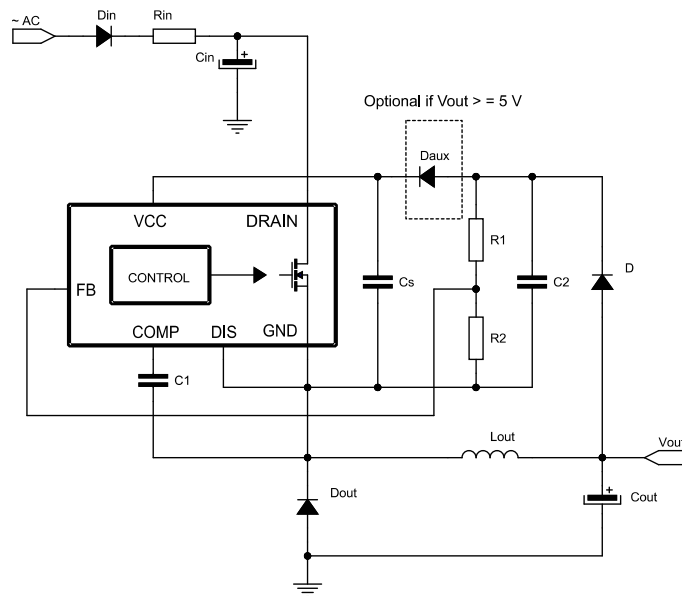 ~ AC
Din
Rin
Cin
Optional if Vout > = 5 V
Daux
VCC
DRAIN
R1
CONTROL
FB
Cs
C2
D
COMP
DIS
GND
R2
C1
Lout
Vout
Dout
Cout